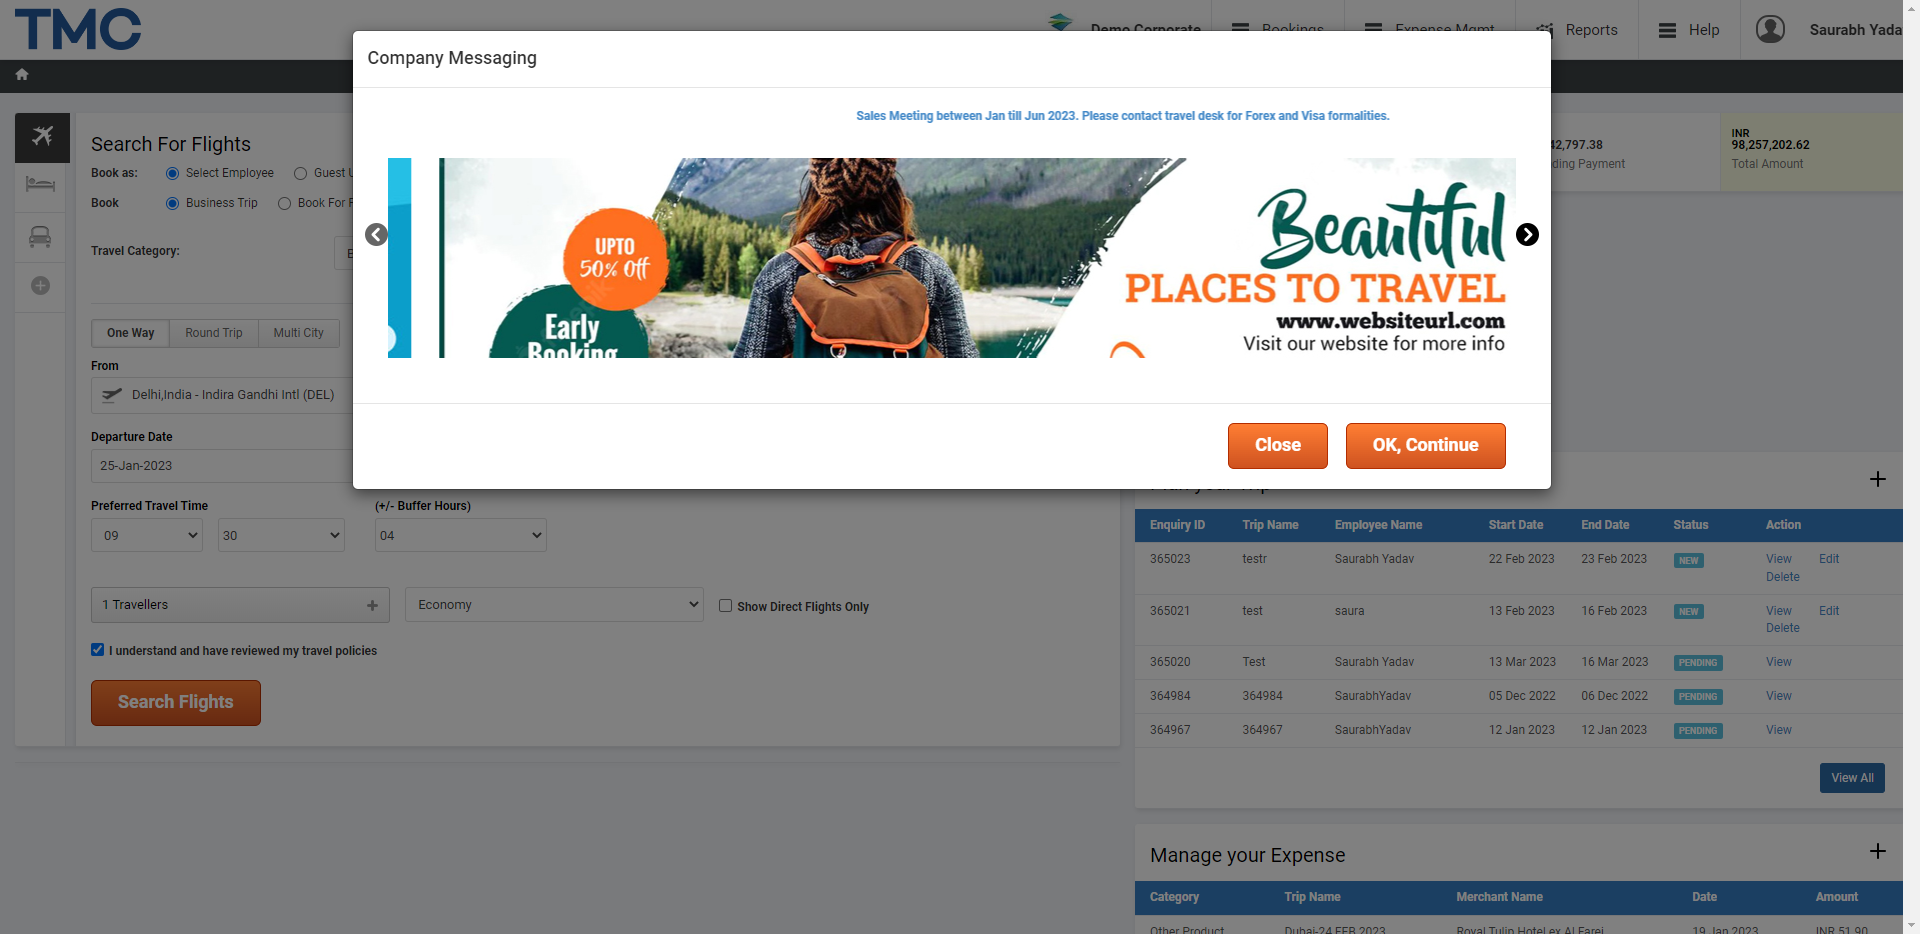 TMC
Demo Corporate
Bookings
Expense Mgmt
Reports
Help
Saurabh Yada
Company Messaging
Sales Meeting between Jan till Jun 2023. Please contact travel desk for Forex and Visa formalities.
UPTO
50% Off
Early
Booking
Beautiful
PLACES TO TRAVEL
www.websiteurl.com
Visit our website for more info
Close
OK, Continue
Search For Flights
Book as:
Select Employee
Guest
Book
Business Trip
Book For
Travel Category:
One Way
Round Trip
Multi City
From
Delhi,India - Indira Gandhi Intl (DEL)
Departure Date
25-Jan-2023
Preferred Travel Time
(+/- Buffer Hours)
09
30
04
1 Travellers
Economy
Show Direct Flights Only
I understand and have reviewed my travel policies
Search Flights
42,797.38
ding Payment
INR
98,257,202.62
Total Amount
Plan your Trip
Enquiry ID Trip Name Employee Name Start Date End Date Status Action
365023 testr Saurabh Yadav 22 Feb 2023 23 Feb 2023 NEW View Edit
Delete
365021 test saura 13 Feb 2023 16 Feb 2023 NEW View Edit
Delete
365020 Test Saurabh Yadav 13 Mar 2023 16 Mar 2023 PENDING View
364984 364984 SaurabhYadav 05 Dec 2022 06 Dec 2022 PENDING View
364967 364967 SaurabhYadav 12 Jan 2023 12 Jan 2023 PENDING View
View All
Manage your Expense
Category Trip Name Merchant Name Date Amount
Other Product Dubai-24 FEB 2023 Royal Tulip Hotel ex Al Farej 19 Jan 2023 INR 51.90